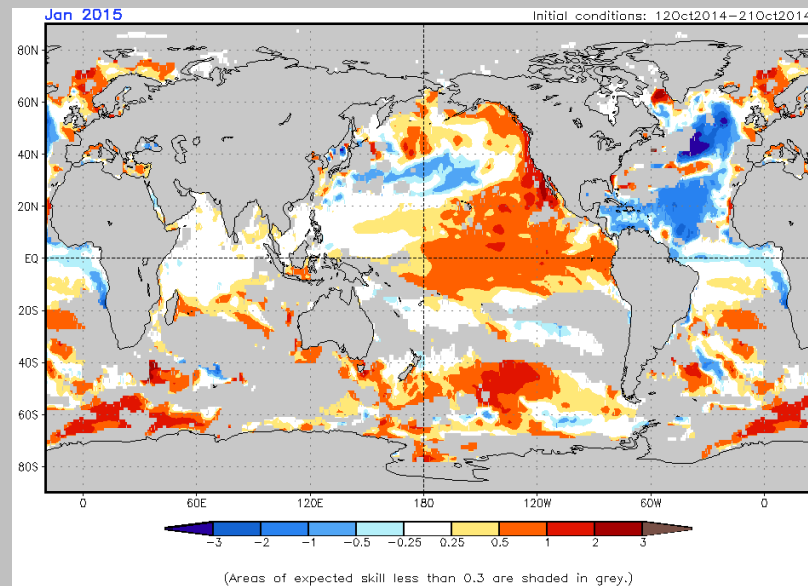 Jan 2015
Initial conditions: 12Oct2014-21Oct2014
80N
60N
40N
20N
EQ
20S
40S
60S
80S
0 60E 120E 180 120W 60W 0
-3 -2 -1 -0.5 -0.25 0.25 0.5 1 2 3
(Areas of expected skill less than 0.3 are shaded in grey.)